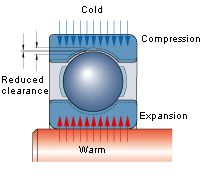 Cold
Compression
Reduced
clearance
Expansion
Warm